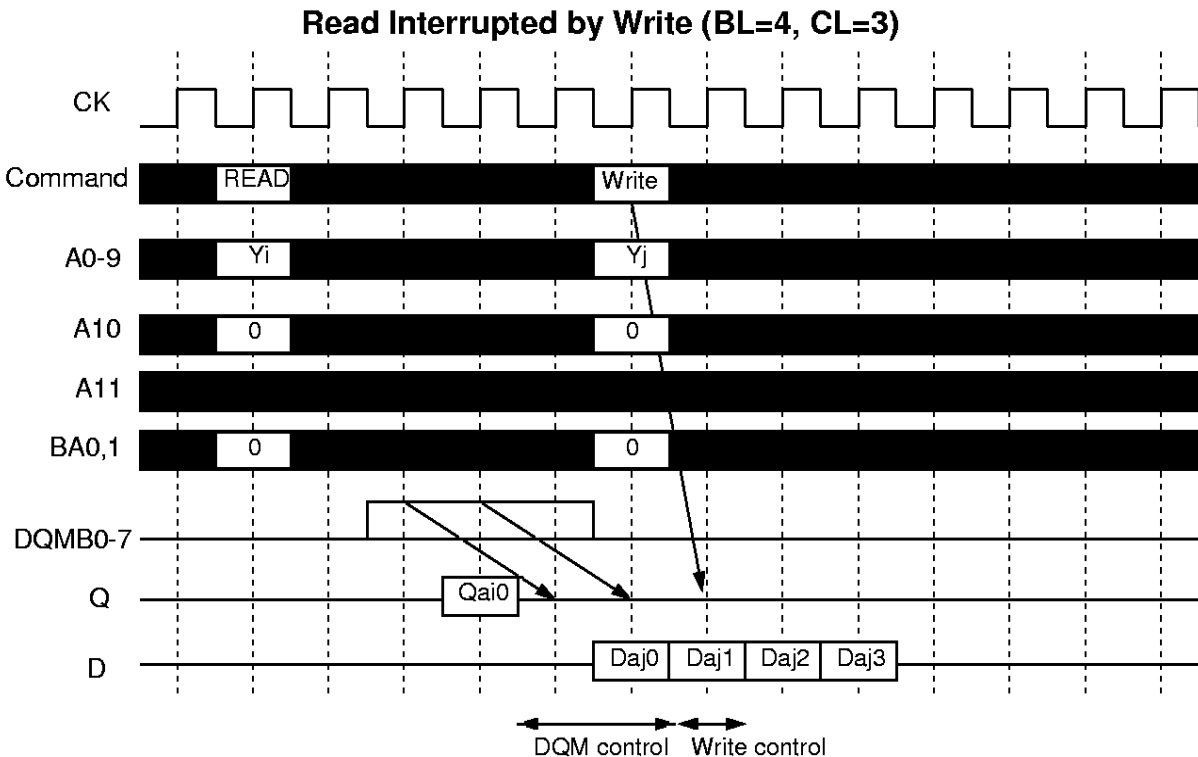 Read Interrupted by Write (BL=4, CL=3)
CK
Command READ Write
A0-9 Yi Yj
A10 0 0
A11
BA0,1 0 0
DQMB0-7
Q Qai0
D Daj0 Daj1 Daj2 Daj3
DQM control Write control